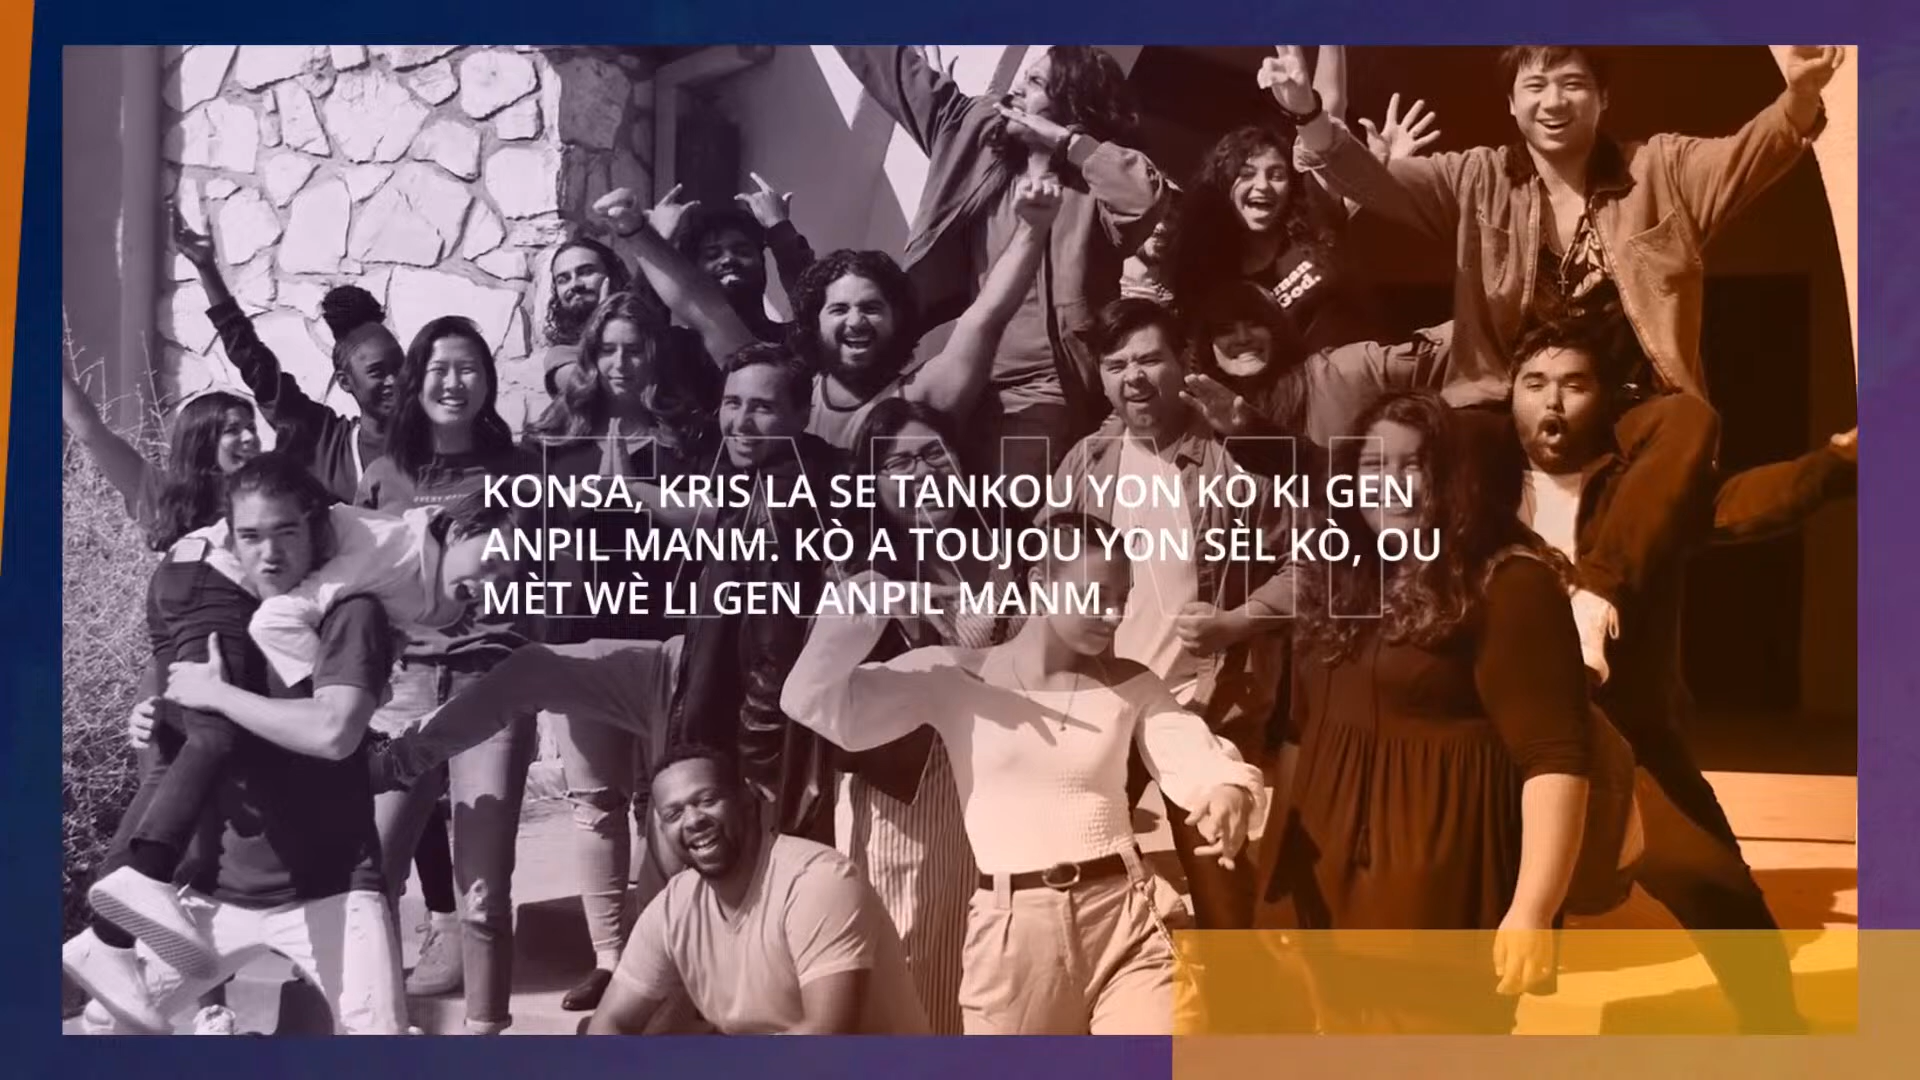 FANMI
KONSA, KRIS LA SE TANKOU YON KÒ KI GEN
ANPIL MANM. KÒ A TOUJOU YON SÈL KÒ, OU
MÈT WÈ LI GEN ANPIL MANM.
God.